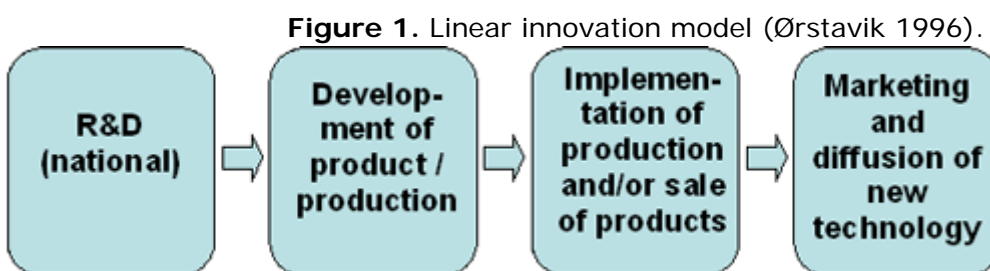 Figure 1. Linear innovation model (Ørstavik 1996).
R&D
(national)
Develop-
ment of
product /
production
Implemen-
tation of
production
and/or sale
of products
Marketing
and
diffusion of
new
technology